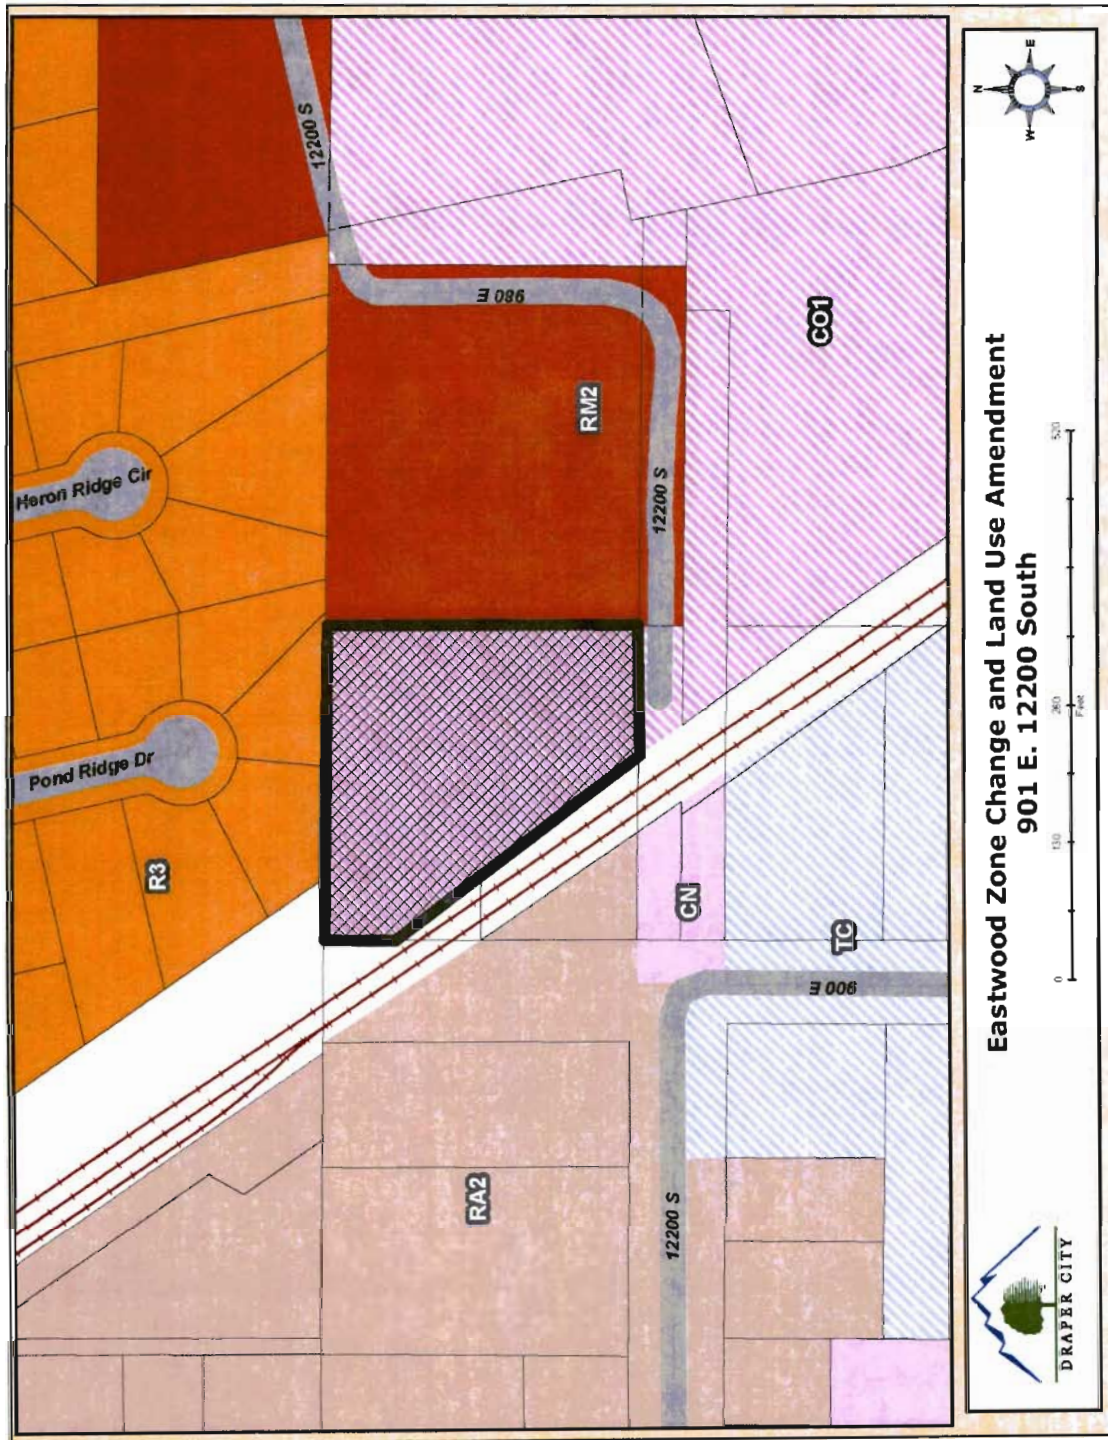 12200 S
980 E
Heron Ridge Cir
RM2
CO1
12200 S
Pond Ridge Dr
R3
CN
TC
900 E
RA2
12200 S
N
E
S
W
Eastwood Zone Change and Land Use Amendment
901 E. 12200 South
0 130 260 520
Feet
DRAPER CITY